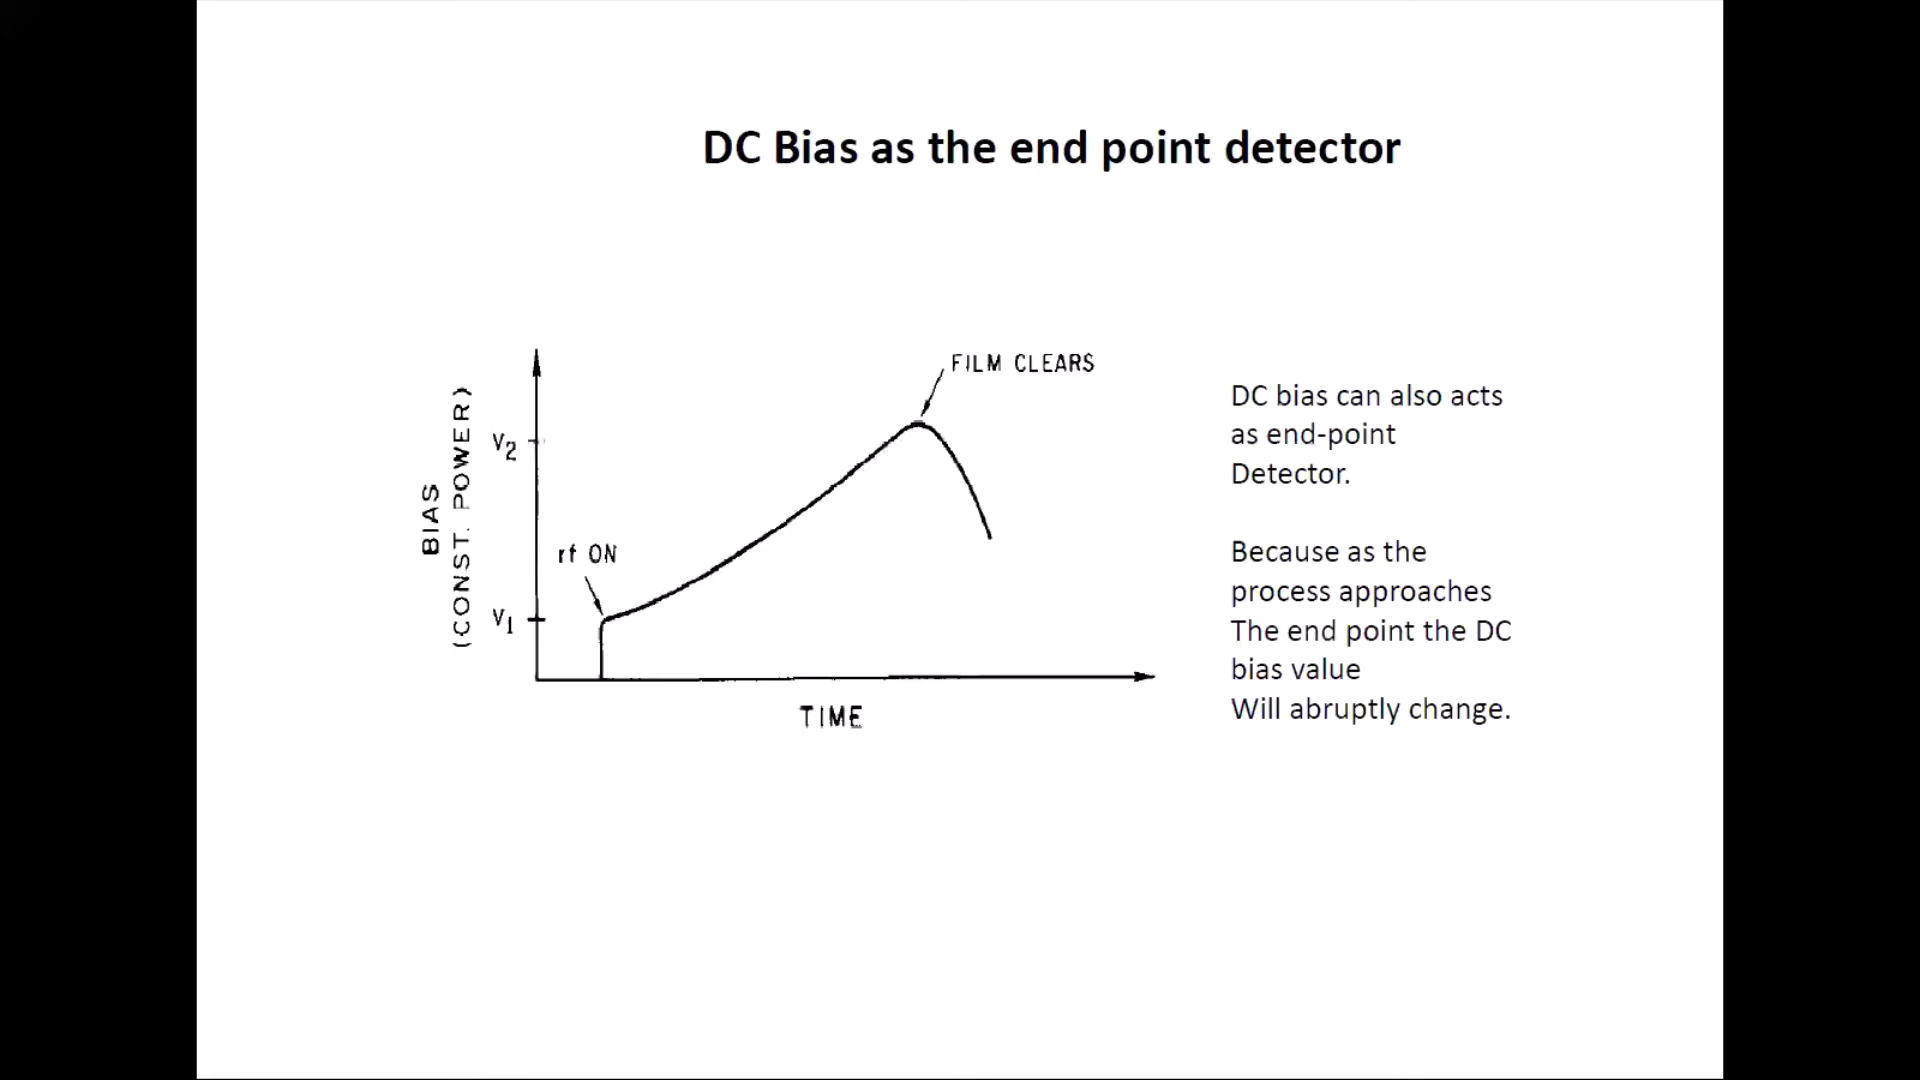 DC Bias as the end point detector
FILM CLEARS
BIAS
(CONST. POWER)
V2
rf ON
V1
TIME
DC bias can also acts
as end-point
Detector.
Because as the
process approaches
The end point the DC
bias value
Will abruptly change.